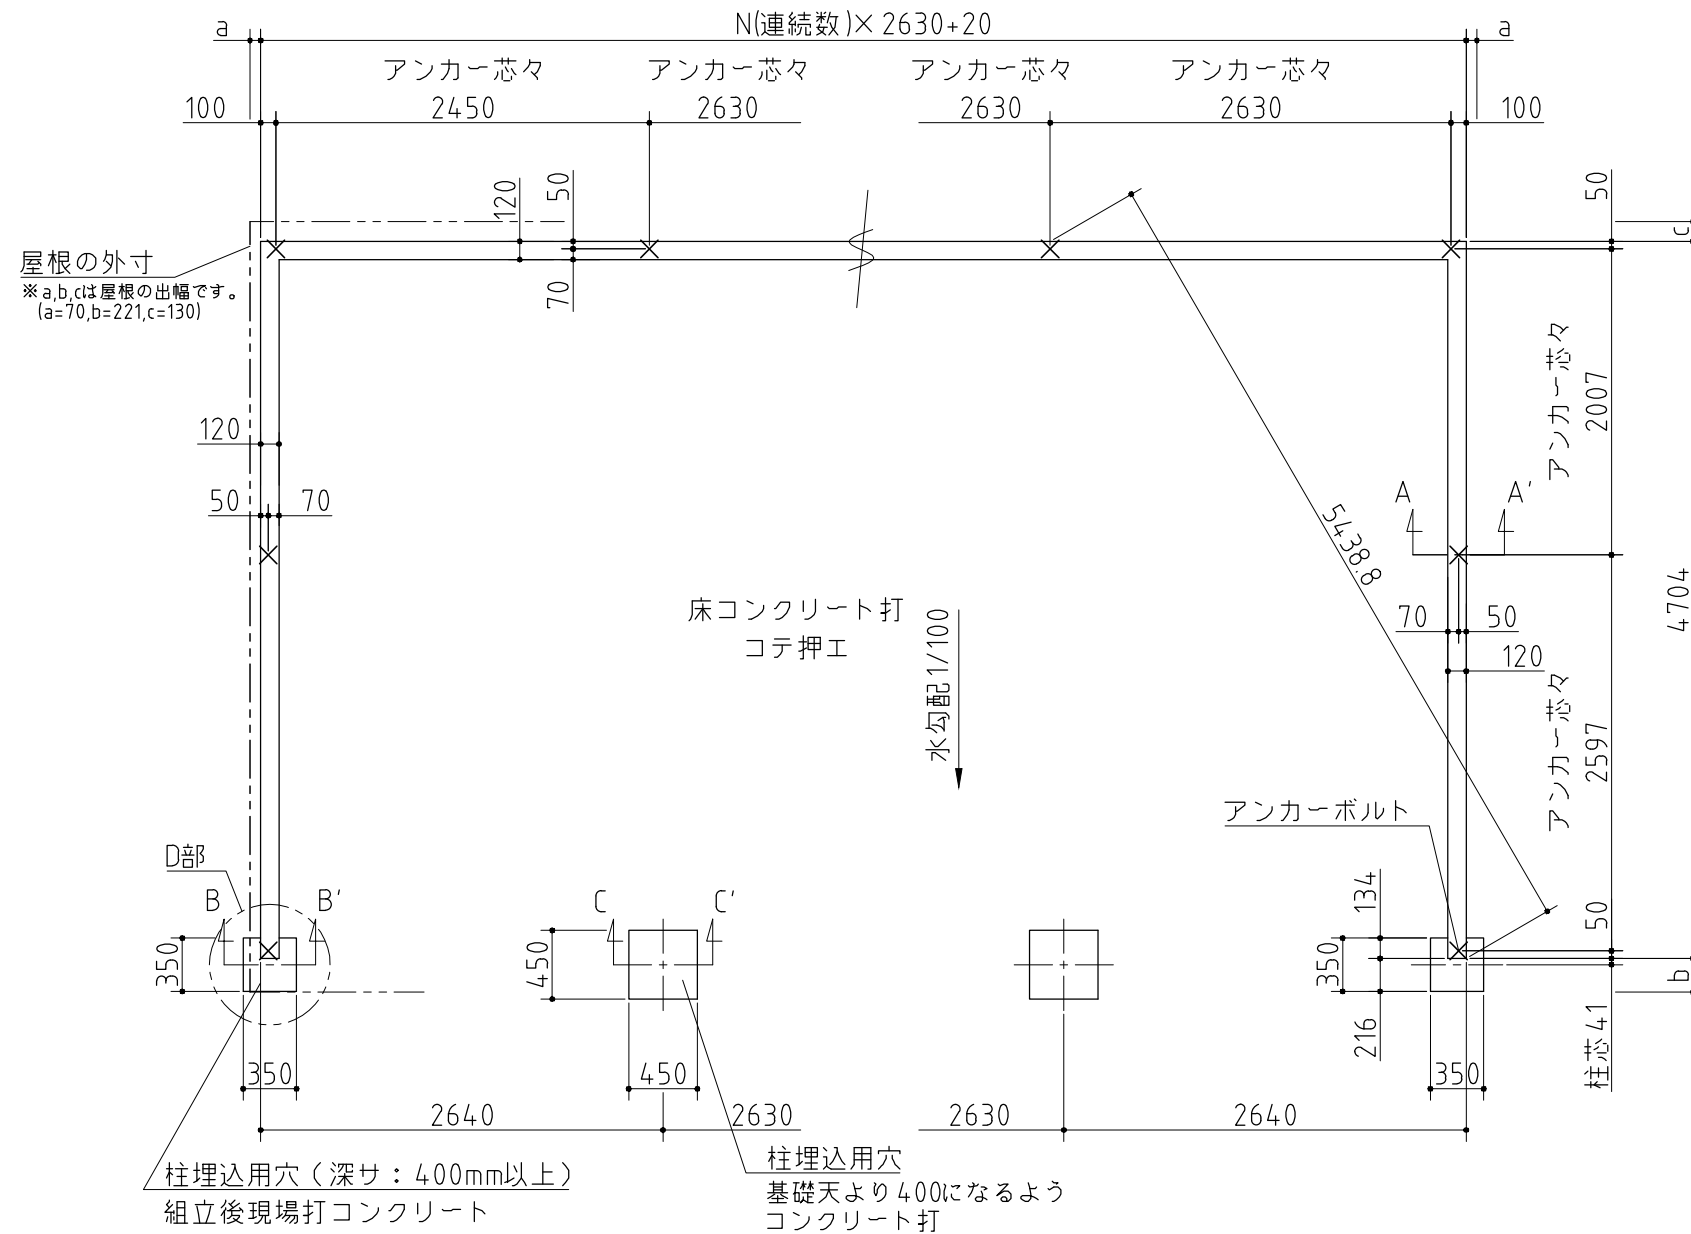 a
N(連続数)×2630+20
a
アンカー芯々
アンカー芯々
アンカー芯々
アンカー芯々
100
2450
2630
2630
2630
100
120
50
50
c
屋根の外寸
※a,b,cは屋根の出幅です。
(a=70,b=221,c=130)
70
アンカー芯々
2007
120
50
70
A
A'
5438.8
4704
床コンクリート打
コテ押エ
水勾配1/100
70
50
120
アンカー芯々
2597
アンカーボルト
D部
B
B'
C
C'
134
50
350
450
350
b
216
柱芯41
350
450
350
2640
2630
2630
2640
柱埋込用穴(深サ:400mm以上)
組立後現場打コンクリート
柱埋込用穴
基礎天より400になるよう
コンクリート打